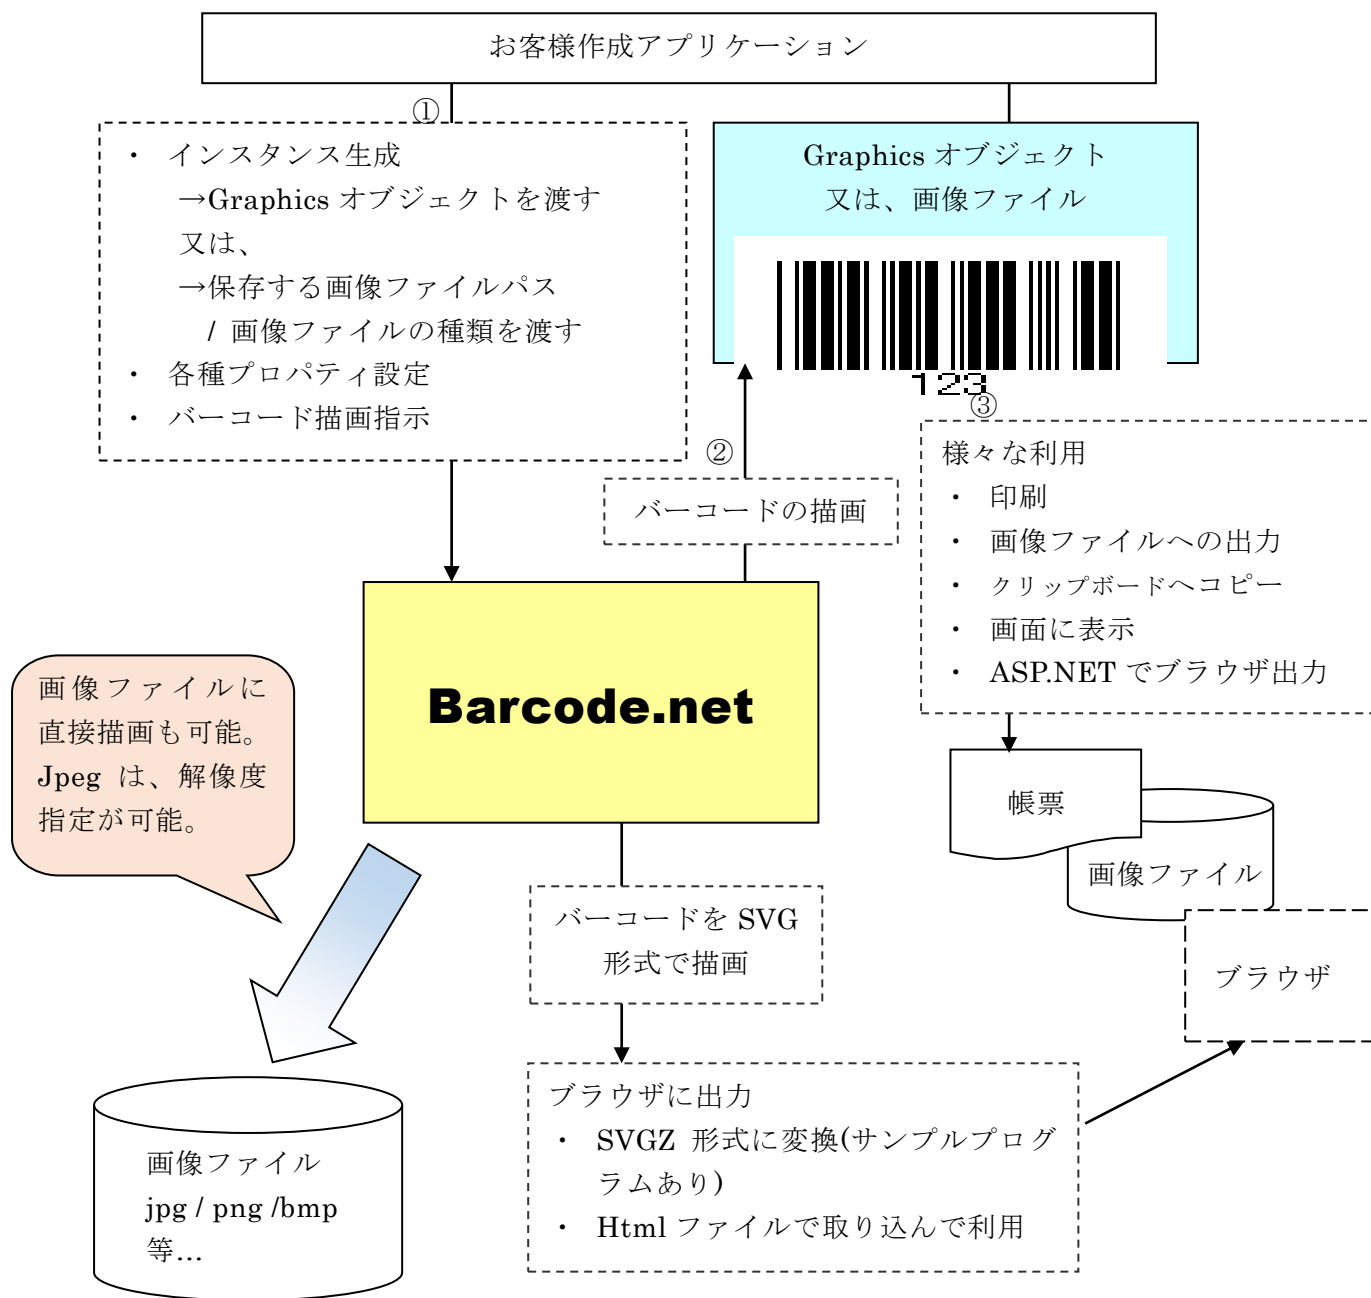 お客様作成アプリケーション
①
・ インスタンス生成
→Graphics オブジェクトを渡す
又は、
→保存する画像ファイルパス
/ 画像ファイルの種類を渡す
・ 各種プロパティ設定
・ バーコード描画指示
Graphics オブジェクト
又は、画像ファイル
123
②
バーコードの描画
③
様々な利用
・ 印刷
・ 画像ファイルへの出力
・ クリップボードへコピー
・ 画面に表示
・ ASP.NET でブラウザ出力
Barcode.net
画像ファイルに
直接描画も可能。
Jpeg は、解像度
指定が可能。
帳票
画像ファイル
ブラウザ
バーコードを SVG
形式で描画
ブラウザに出力
・ SVGZ 形式に変換(サンプルプログ
ラムあり)
・ Html ファイルで取り込んで利用
画像ファイル
jpg / png /bmp
等…